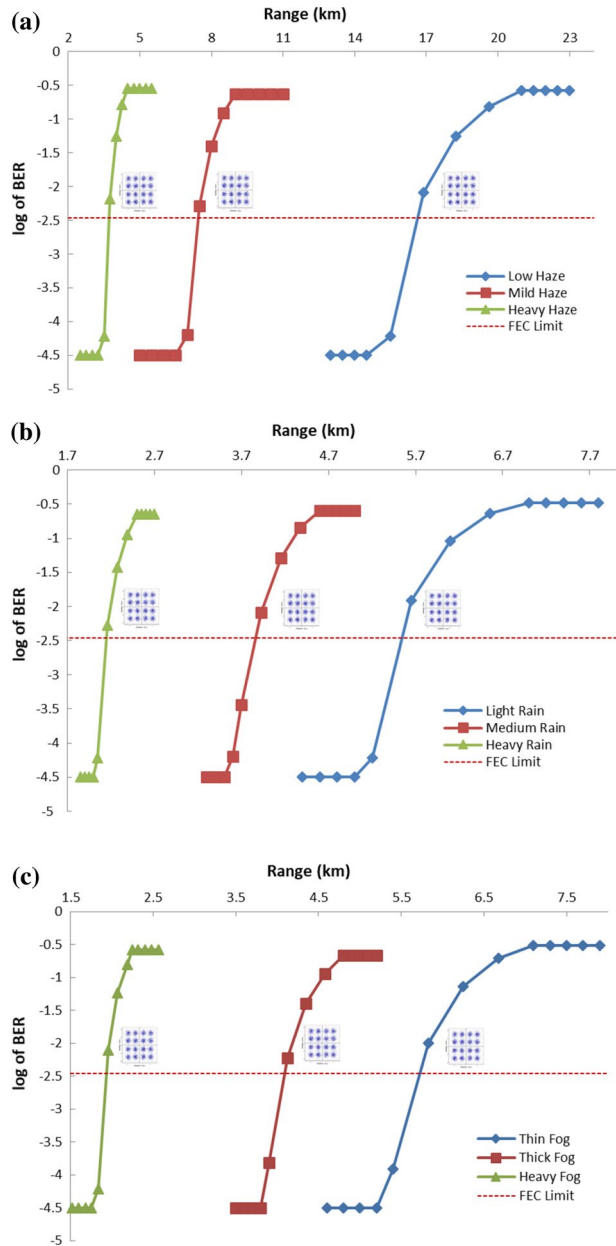 (a)
Range (km)
2 5 8 11 14 17 20 23
0
-0.5
-1
-1.5
-2
-2.5
-3
-3.5
-4
-4.5
-5
log of BER
Low Haze
Mild Haze
Heavy Haze
FEC Limit
(b)
Range (km)
1.7 2.7 3.7 4.7 5.7 6.7 7.7
0
-0.5
-1
-1.5
-2
-2.5
-3
-3.5
-4
-4.5
-5
log of BER
Light Rain
Medium Rain
Heavy Rain
FEC Limit
(c)
Range (km)
1.5 2.5 3.5 4.5 5.5 6.5 7.5
0
-0.5
-1
-1.5
-2
-2.5
-3
-3.5
-4
-4.5
-5
log of BER
Thin Fog
Thick Fog
Heavy Fog
FEC Limit